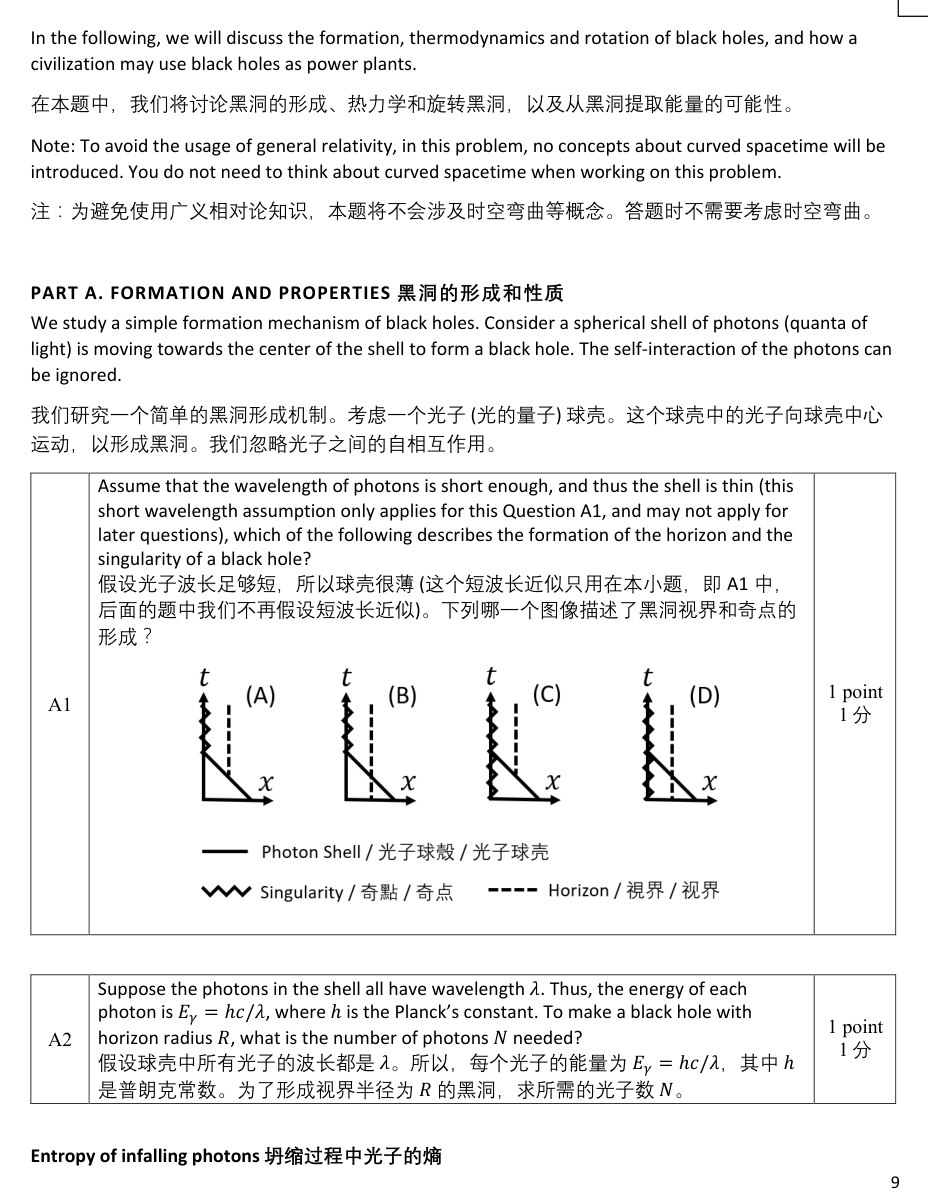 In the following, we will discuss the formation, thermodynamics and rotation of black holes, and how a
civilization may use black holes as power plants.
在本题中，我们将讨论黑洞的形成、热力学和旋转黑洞，以及从黑洞提取能量的可能性。
Note: To avoid the usage of general relativity, in this problem, no concepts about curved spacetime will be
introduced. You do not need to think about curved spacetime when working on this problem.
注：为避免使用广义相对论知识，本题将不会涉及时空弯曲等概念。答题时不需要考虑时空弯曲。
PART A. FORMATION AND PROPERTIES 黑洞的形成和性质
We study a simple formation mechanism of black holes. Consider a spherical shell of photons (quanta of
light) is moving towards the center of the shell to form a black hole. The self-interaction of the photons can
be ignored.
我们研究一个简单的黑洞形成机制。考虑一个光子 (光的量子) 球壳。这个球壳中的光子向球壳中心
运动，以形成黑洞。我们忽略光子之间的自相互作用。
A1
Assume that the wavelength of photons is short enough, and thus the shell is thin (this
short wavelength assumption only applies for this Question A1, and may not apply for
later questions), which of the following describes the formation of the horizon and the
singularity of a black hole?
假设光子波长足够短，所以球壳很薄 (这个短波长近似只用在本小题，即 A1 中，
后面的题中我们不再假设短波长近似)。下列哪一个图像描述了黑洞视界和奇点的
形成？
t (A) t (B) t (C) t (D)
x x x x
Photon Shell / 光子球殼 / 光子球壳
Singularity / 奇點 / 奇点 Horizon / 視界 / 视界
1 point
1 分
A2
Suppose the photons in the shell all have wavelength λ. Thus, the energy of each
photon is E_γ = hc/λ, where h is the Planck’s constant. To make a black hole with
horizon radius R, what is the number of photons N needed?
假设球壳中所有光子的波长都是 λ。所以，每个光子的能量为 E_γ = hc/λ，其中 h
是普朗克常数。为了形成视界半径为 R 的黑洞，求所需的光子数 N。
1 point
1 分
Entropy of infalling photons 坍缩过程中光子的熵
9